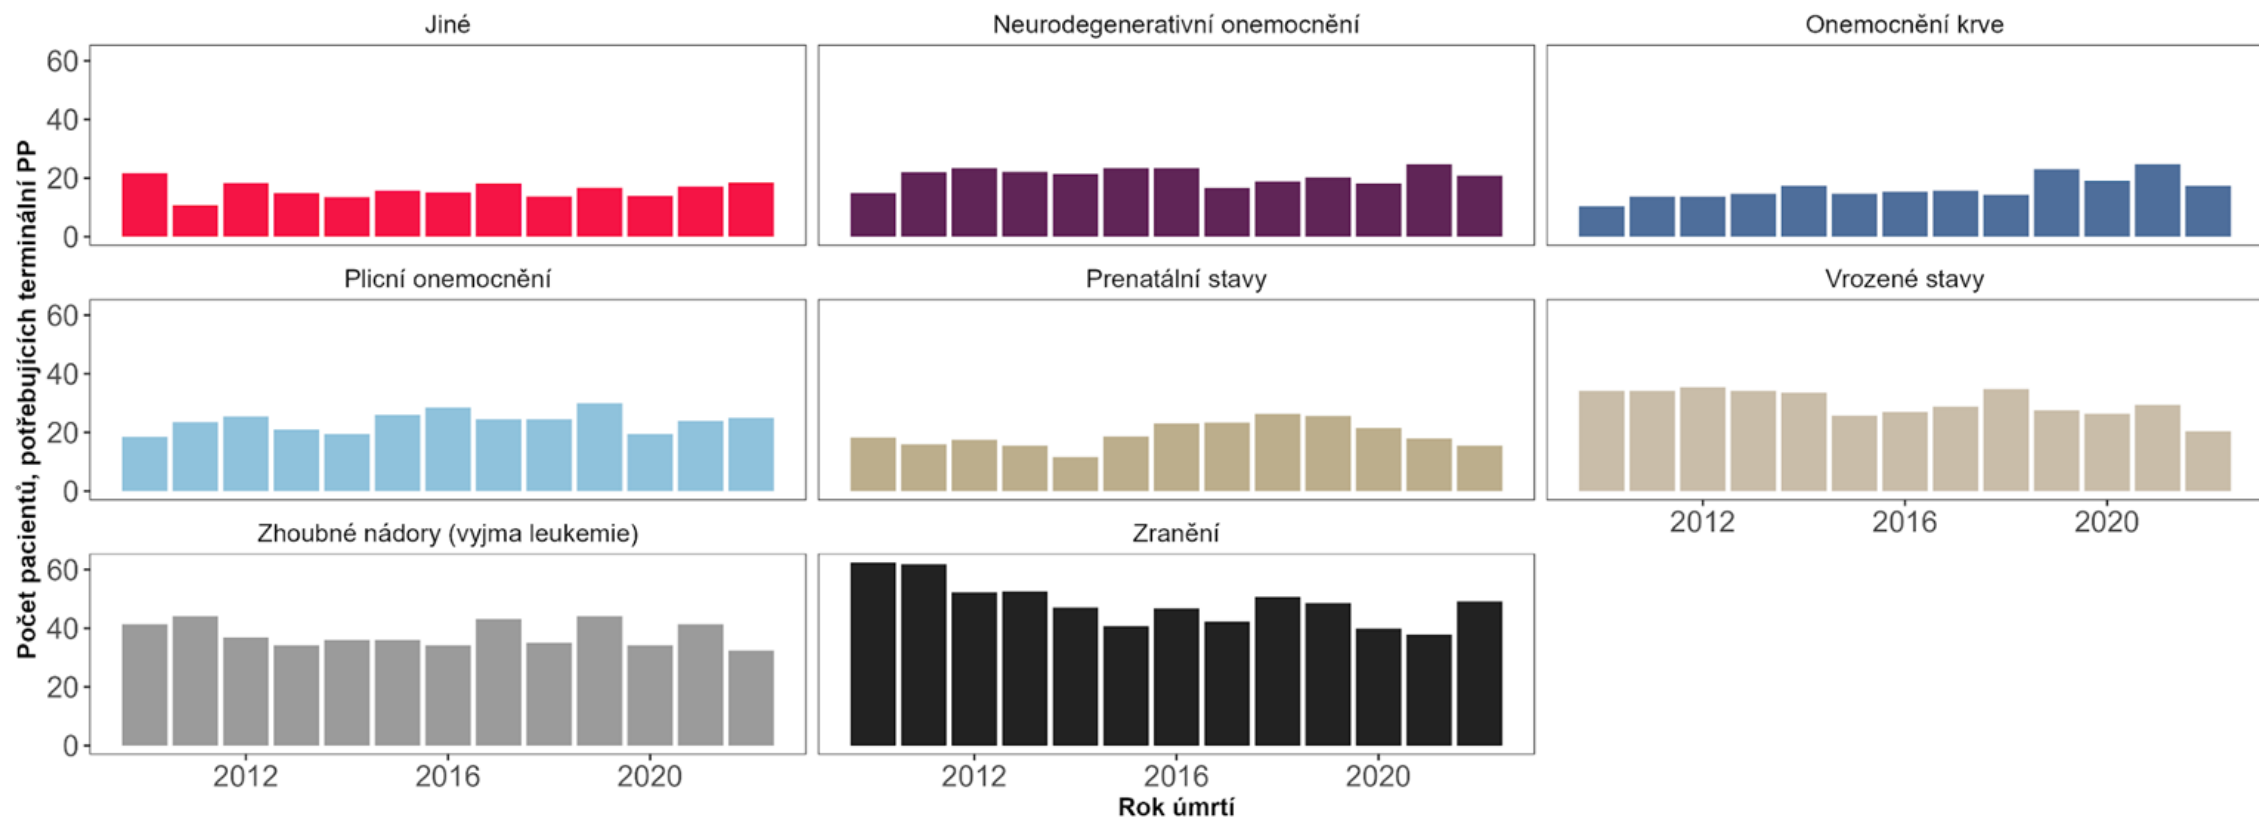 Jiné
Neurodegenerativní onemocnění
Onemocnění krve
60
40
20
0
Plicní onemocnění
Prenatální stavy
Vrozené stavy
60
40
20
0
2012
2016
2020
Zhoubné nádory (vyjma leukemie)
Zranění
60
40
20
0
2012
2016
2020
2012
2016
2020
Počet pacientů, potřebujících terminální PP
Rok úmrtí